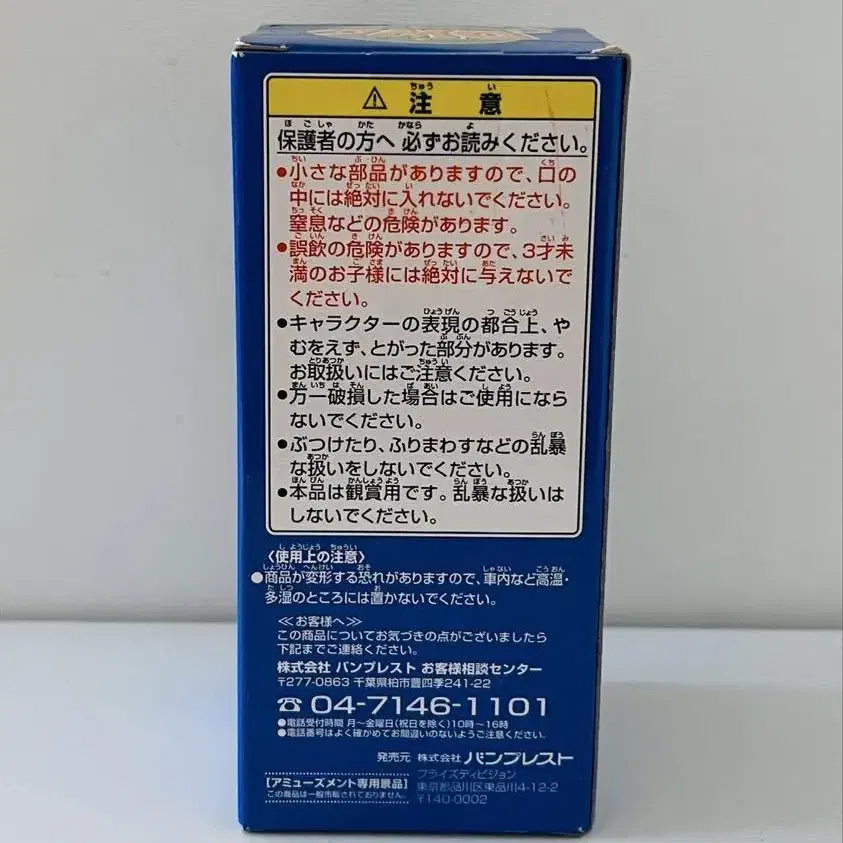 ⚠ 注意
保護者の方へ 必ずお読みください。
●小さな部品がありますので、口の
中には絶対に入れないでください。
窒息などの危険があります。
●誤飲の危険がありますので、3才未
満のお子様には絶対に与えないで
ください。
●キャラクターの表現の都合上、や
むをえず、とがった部分があります。
お取扱いにはご注意ください。
●万一破損した場合はご使用になら
ないでください。
●ぶつけたり、ふりまわすなどの乱暴
な扱いをしないでください。
●本品は観賞用です。乱暴な扱いは
しないでください。
〈使用上の注意〉
●商品が変形する恐れがありますので、車内など高温・
多湿のところには置かないでください。
≪お客様へ≫
この商品についてお気づきの点がございましたら
下記までご連絡ください。
株式会社 バンプレスト お客様相談センター
〒277-0863 千葉県柏市豊四季241-22
☎ 04-7146-1101
●電話受付時間 月〜金曜日(祝日を除く)10時〜16時
●電話番号はよく確かめてお間違いのないようご注意ください。
発売元 株式会社 バンプレスト
プライズディビジョン
東京都品川区東品川4-12-2
〒140-0002
[アミューズメント専用景品]
この商品は一般市販されておりません。